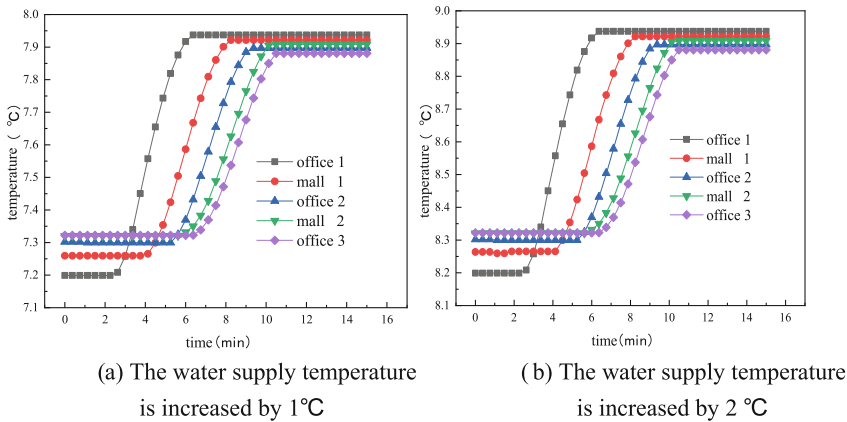 8.0
7.9
7.8
7.7
7.6
7.5
7.4
7.3
7.2
7.1
temperature ( ℃)
0 2 4 6 8 10 12 14 16
time(min)
office 1
mall 1
office 2
mall 2
office 3
(a) The water supply temperature
is increased by 1℃
9.0
8.9
8.8
8.7
8.6
8.5
8.4
8.3
8.2
8.1
temperature ( ℃)
0 2 4 6 8 10 12 14 16
time(min)
office 1
mall 1
office 2
mall 2
office 3
( b) The water supply temperature
is increased by 2 ℃